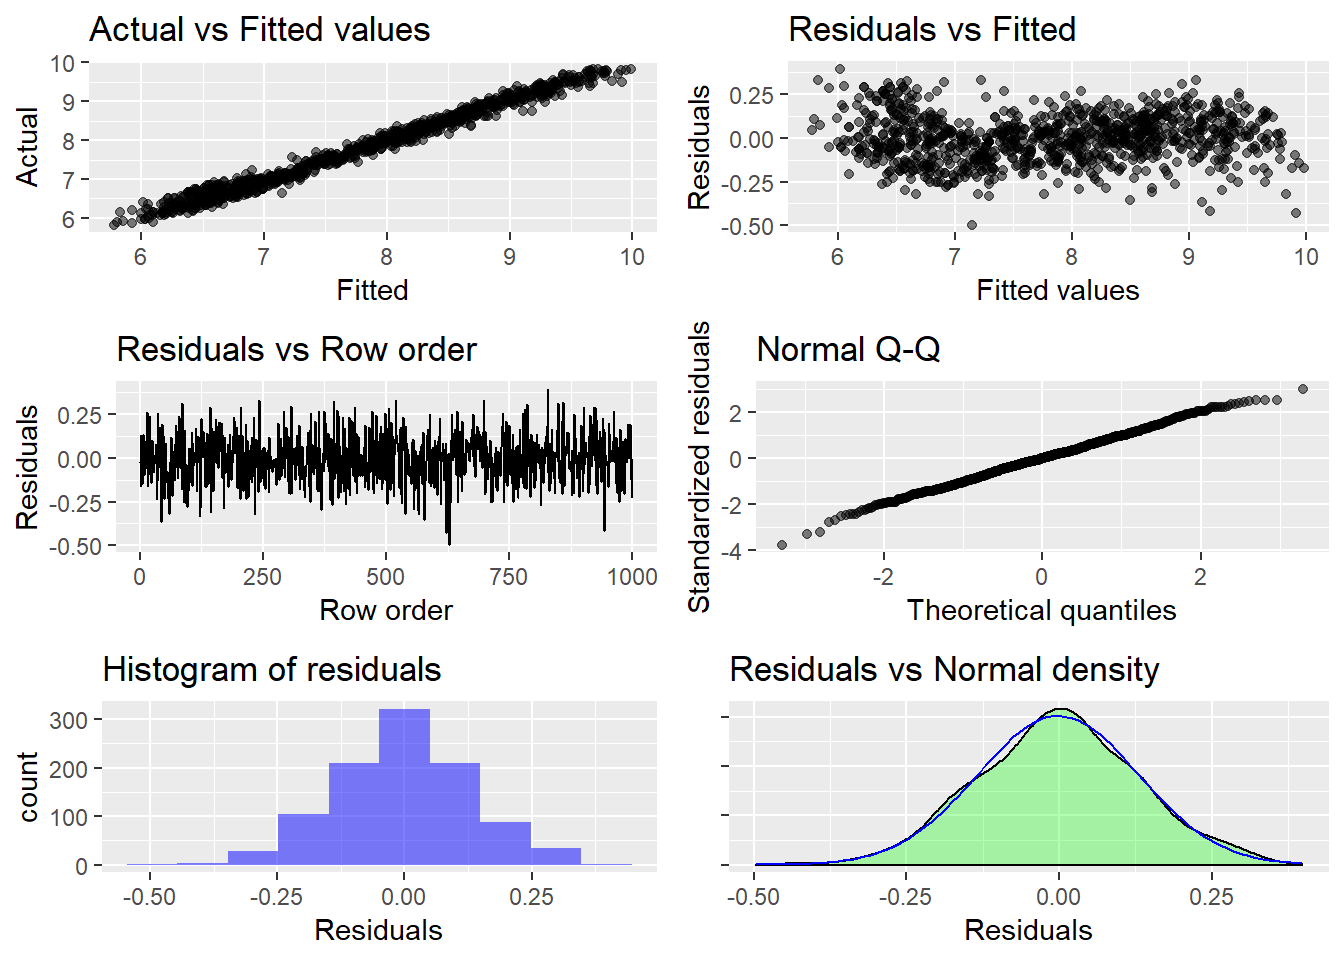 Actual vs Fitted values
10
9
8
7
6
Actual
6 7 8 9 10
Fitted
Residuals vs Fitted
0.25
0.00
-0.25
-0.50
Residuals
6 7 8 9 10
Fitted values
Residuals vs Row order
0.25
0.00
-0.25
-0.50
Residuals
0 250 500 750 1000
Row order
Normal Q-Q
2
0
-2
-4
Standardized residuals
-2 0 2
Theoretical quantiles
Histogram of residuals
300
200
100
0
count
-0.50 -0.25 0.00 0.25
Residuals
Residuals vs Normal density
-0.50 -0.25 0.00 0.25
Residuals